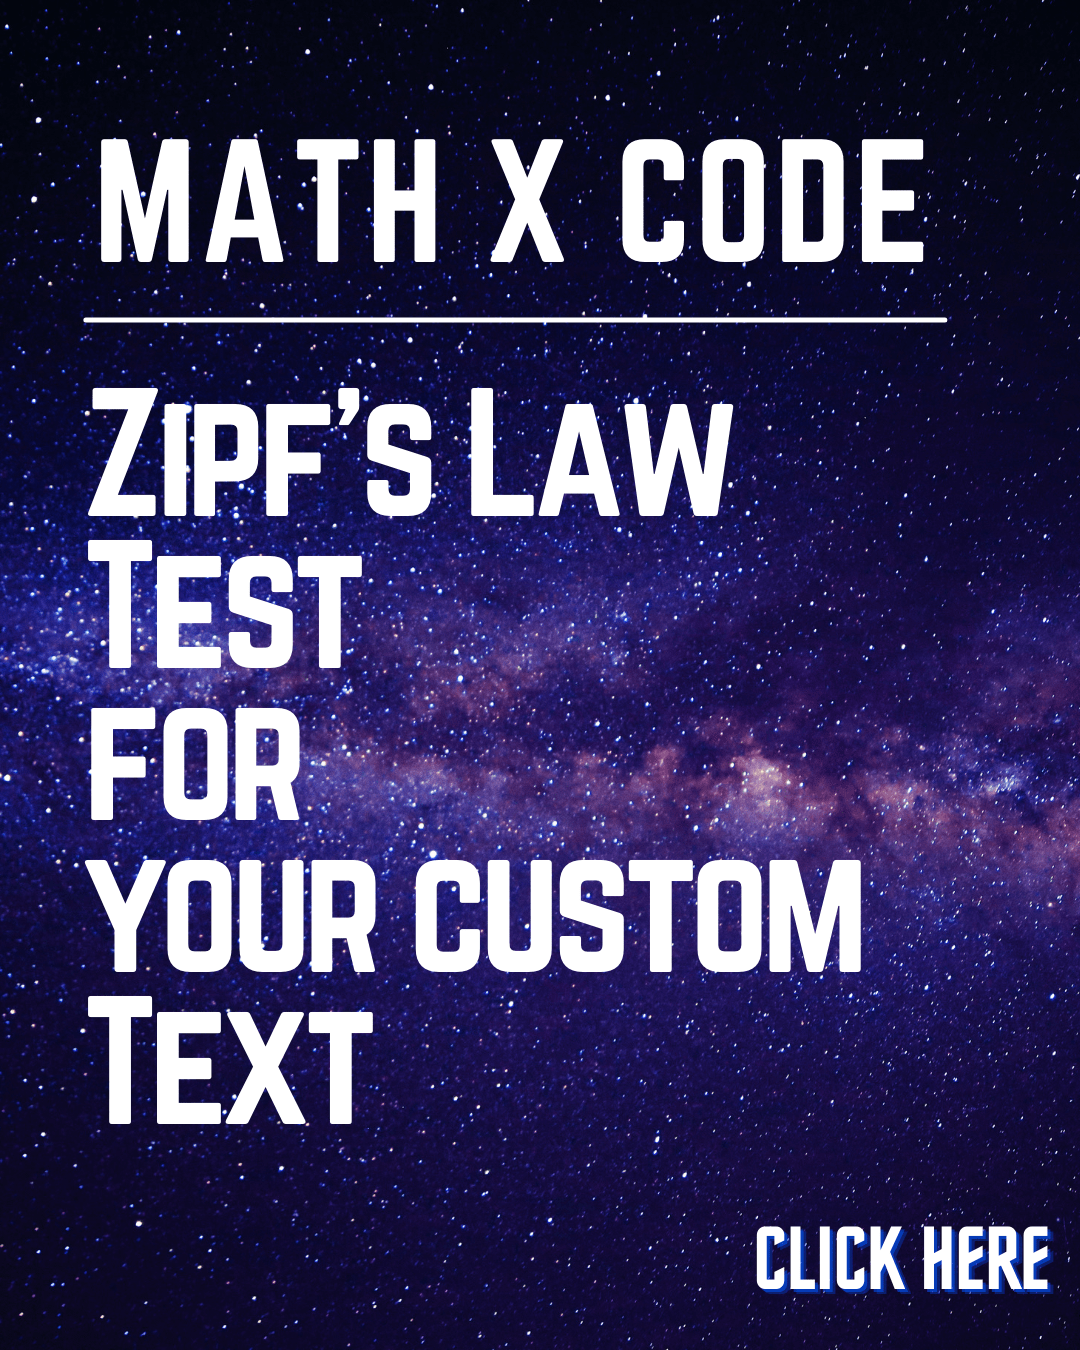 MATH X CODE
ZIPF'S LAW
TEST
FOR
YOUR CUSTOM
TEXT
CLICK HERE